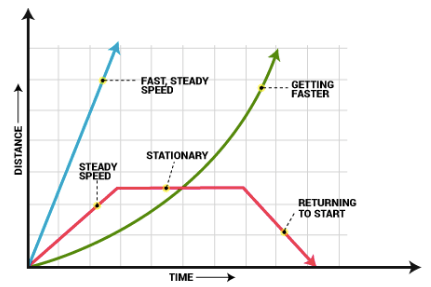 FAST, STEADY
SPEED
GETTING
FASTER
STEADY
SPEED
STATIONARY
RETURNING
TO START
DISTANCE
TIME